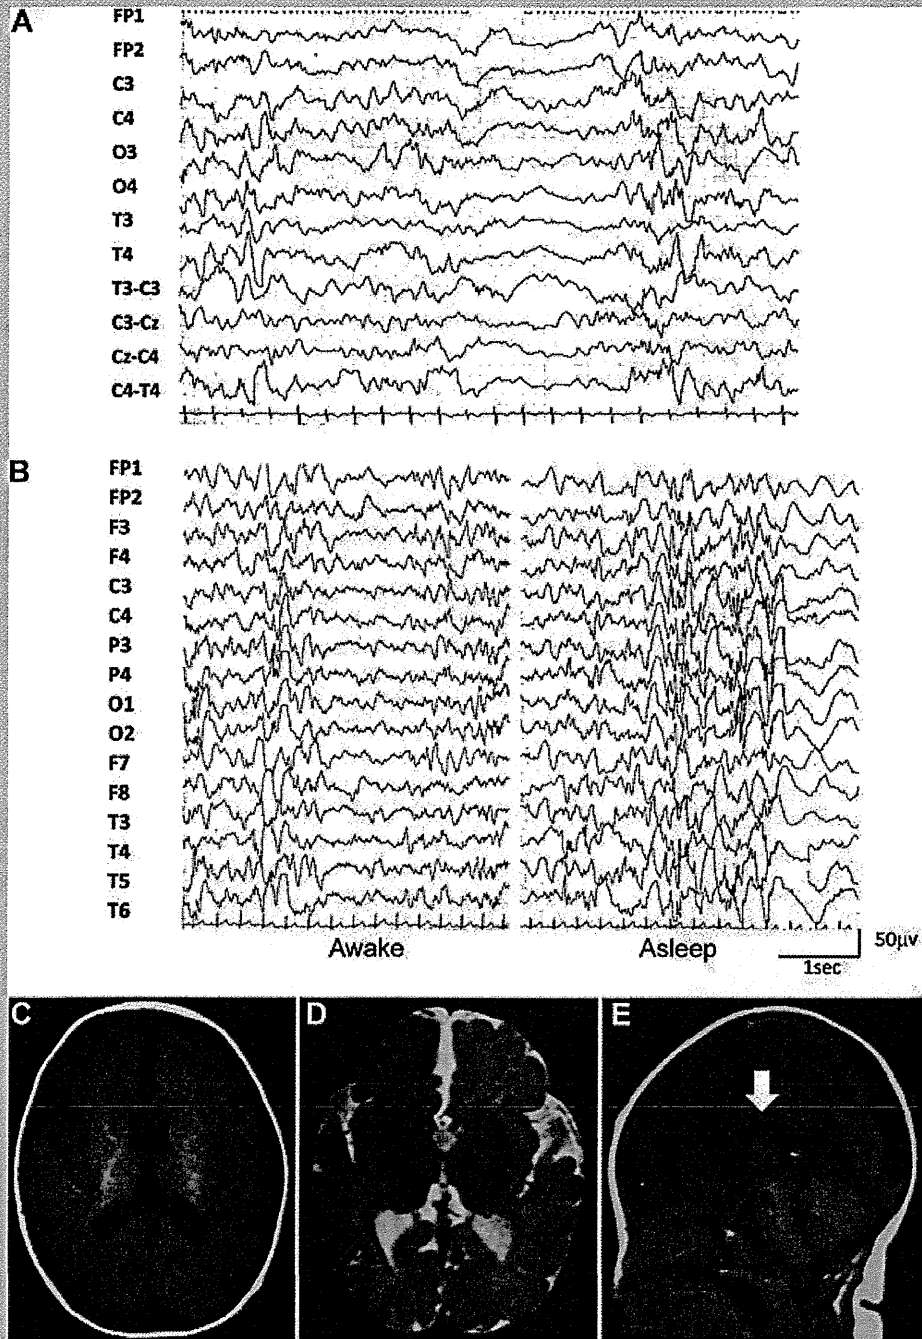 A
FP1
FP2
C3
C4
O3
O4
T3
T4
T3-C3
C3-Cz
Cz-C4
C4-T4
B
FP1
FP2
F3
F4
C3
C4
P3
P4
O1
O2
F7
F8
T3
T4
T5
T6
Awake Asleep
50μv
1sec
C D E